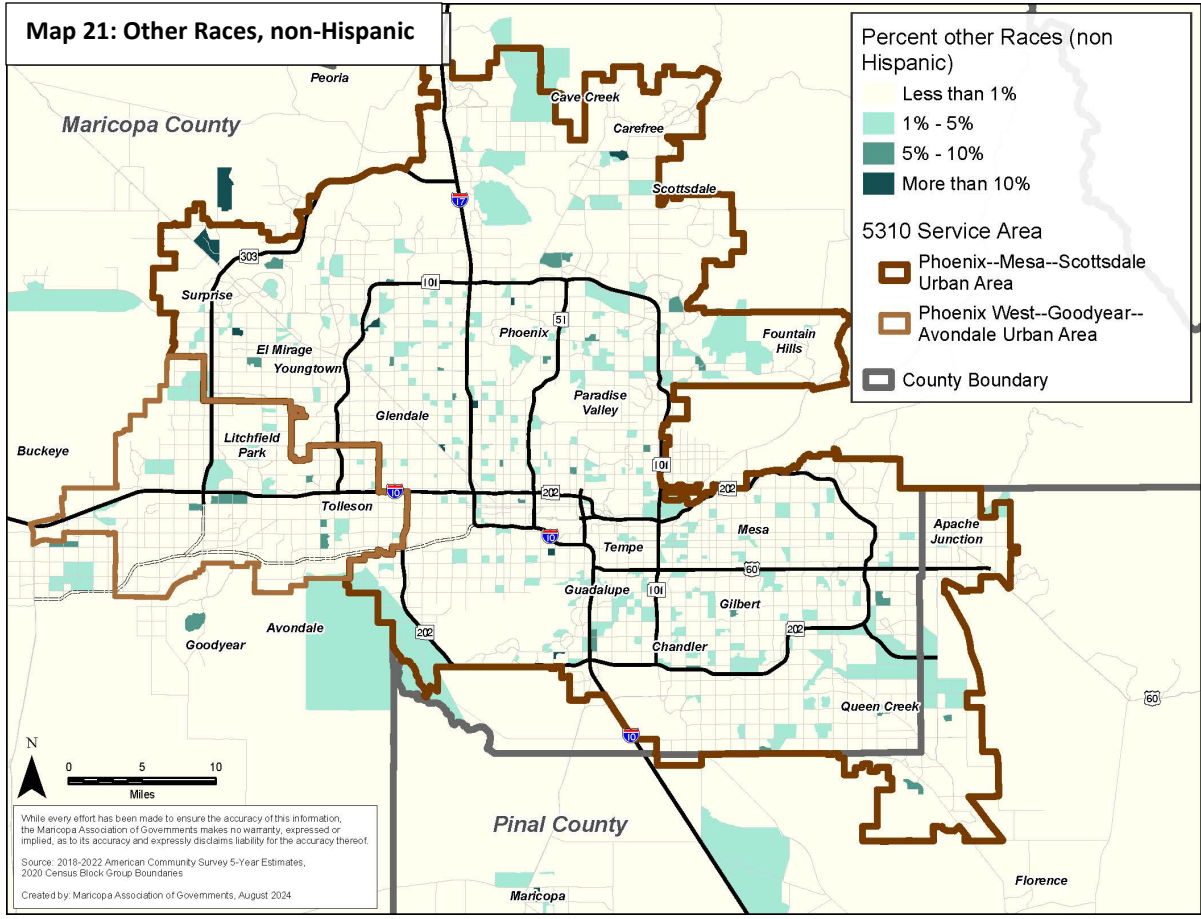 Map 21: Other Races, non-Hispanic
Percent other Races (non
Hispanic)
Less than 1%
1% - 5%
5% - 10%
More than 10%
5310 Service Area
Phoenix--Mesa--Scottsdale
Urban Area
Phoenix West--Goodyear--
Avondale Urban Area
County Boundary
Peoria
Cave Creek
Maricopa County
Carefree
Scottsdale
17
303
Surprise
101
51
Phoenix
Fountain
Hills
El Mirage
Youngtown
Paradise
Valley
Glendale
Litchfield
Park
Buckeye
101
10
202
202
Tolleson
Mesa
Apache
Junction
10
Tempe
60
Guadalupe
101
Gilbert
Avondale
202
202
Goodyear
Chandler
60
Queen Creek
10
N
0 5 10
Miles
While every effort has been made to ensure the accuracy of this information,
the Maricopa Association of Governments makes no warranty, expressed or
implied, as to its accuracy and expressly disclaims liability for the accuracy thereof.
Source: 2018-2022 American Community Survey 5-Year Estimates,
2020 Census Block Group Boundaries
Created by: Maricopa Association of Governments, August 2024
Pinal County
Florence
Maricopa